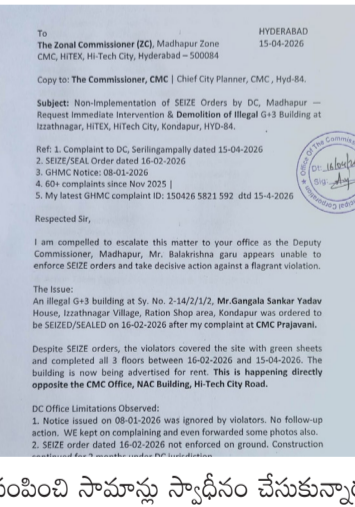 To
HYDERABAD
The Zonal Commissioner (ZC), Madhapur Zone
15-04-2026
CMC, HiTEX, Hi-Tech City, Hyderabad – 500084
Copy to: The Commissioner, CMC | Chief City Planner, CMC , Hyd-84.
Subject: Non-Implementation of SEIZE Orders by DC, Madhapur —
Request Immediate Intervention & Demolition of Illegal G+3 Building at
Izzathnagar, HiTEX, HITech City, Kondapur, HYD-84.
Ref: 1. Complaint to DC, Serilingampally dated 15-04-2026
2. SEIZE/SEAL Order dated 16-02-2026
3. GHMC Notice: 08-01-2026
4. 60+ complaints since Nov 2025 |
5. My latest GHMC complaint ID: 150426 5821 592 dtd 15-4-2026
Office Of The Commiss
Respected Sir,
I am compelled to escalate this matter to your office as the Deputy
Commissioner, Madhapur, Mr. Balakrishna garu appears unable to
enforce SEIZE orders and take decisive action against a flagrant violation.
The Issue:
An illegal G+3 building at Sy. No. 2-14/2/1/2, Mr.Gangala Sankar Yadav
House, Izzathnagar Village, Ration Shop area, Kondapur was ordered to
be SEIZED/SEALED on 16-02-2026 after my complaint at CMC Prajavani.
Despite SEIZE orders, the violators covered the site with green sheets
and completed all 3 floors between 16-02-2026 and 15-04-2026. The
building is now being advertised for rent. This is happening directly
opposite the CMC Office, NAC Building, Hi-Tech City Road.
DC Office Limitations Observed:
1. Notice issued on 08-01-2026 was ignored by violators. No follow-up
action. WE kept on complaining and even forwarded some photos also.
2. SEIZE order dated 16-02-2026 not enforced on ground. Construction
continued for 2 months under DC jurisdiction
పంపించి సామాన్లు స్వాధీనం చేసుకున్నారు